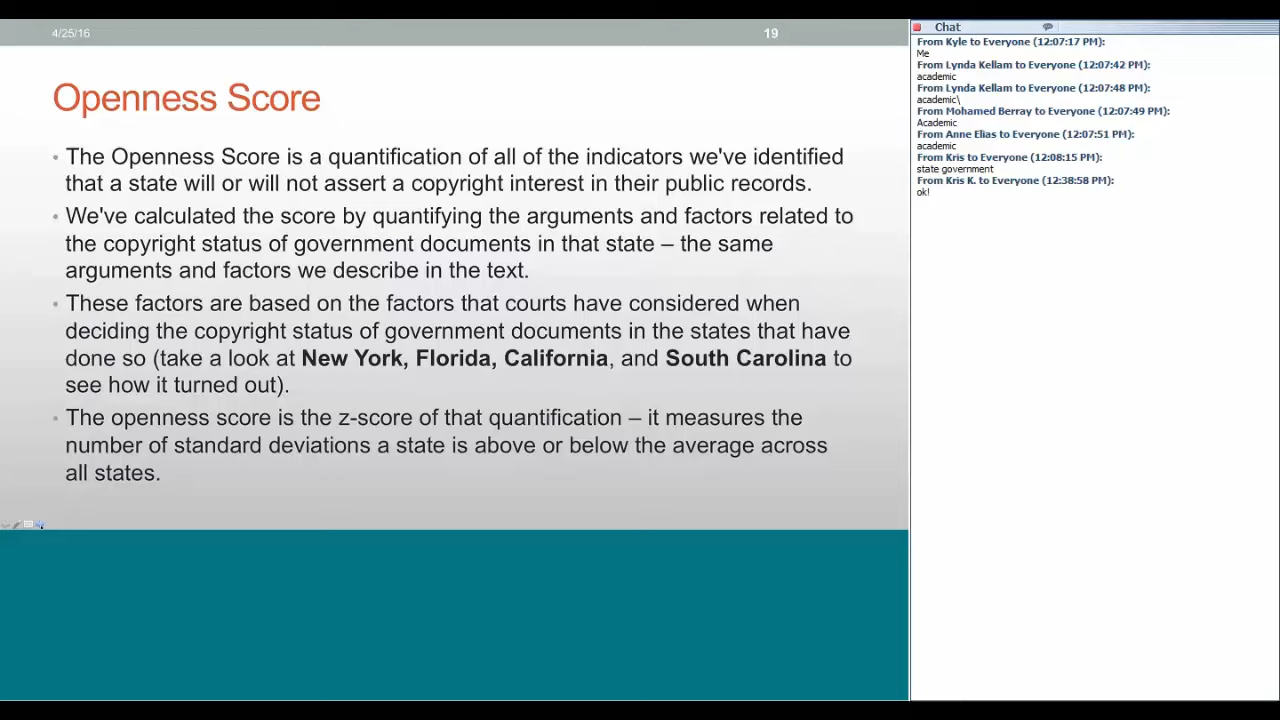 4/25/16
19
Openness Score
• The Openness Score is a quantification of all of the indicators we've identified
that a state will or will not assert a copyright interest in their public records.
• We've calculated the score by quantifying the arguments and factors related to
the copyright status of government documents in that state – the same
arguments and factors we describe in the text.
• These factors are based on the factors that courts have considered when
deciding the copyright status of government documents in the states that have
done so (take a look at New York, Florida, California, and South Carolina to
see how it turned out).
• The openness score is the z-score of that quantification – it measures the
number of standard deviations a state is above or below the average across
all states.
Chat
From Kyle to Everyone (12:07:17 PM):
Me
From Lynda Kellam to Everyone (12:07:42 PM):
academic
From Lynda Kellam to Everyone (12:07:48 PM):
academic\
From Mohamed Berray to Everyone (12:07:49 PM):
Academic
From Anne Elias to Everyone (12:07:51 PM):
academic
From Kris to Everyone (12:08:15 PM):
state government
From Kris K. to Everyone (12:38:58 PM):
ok!